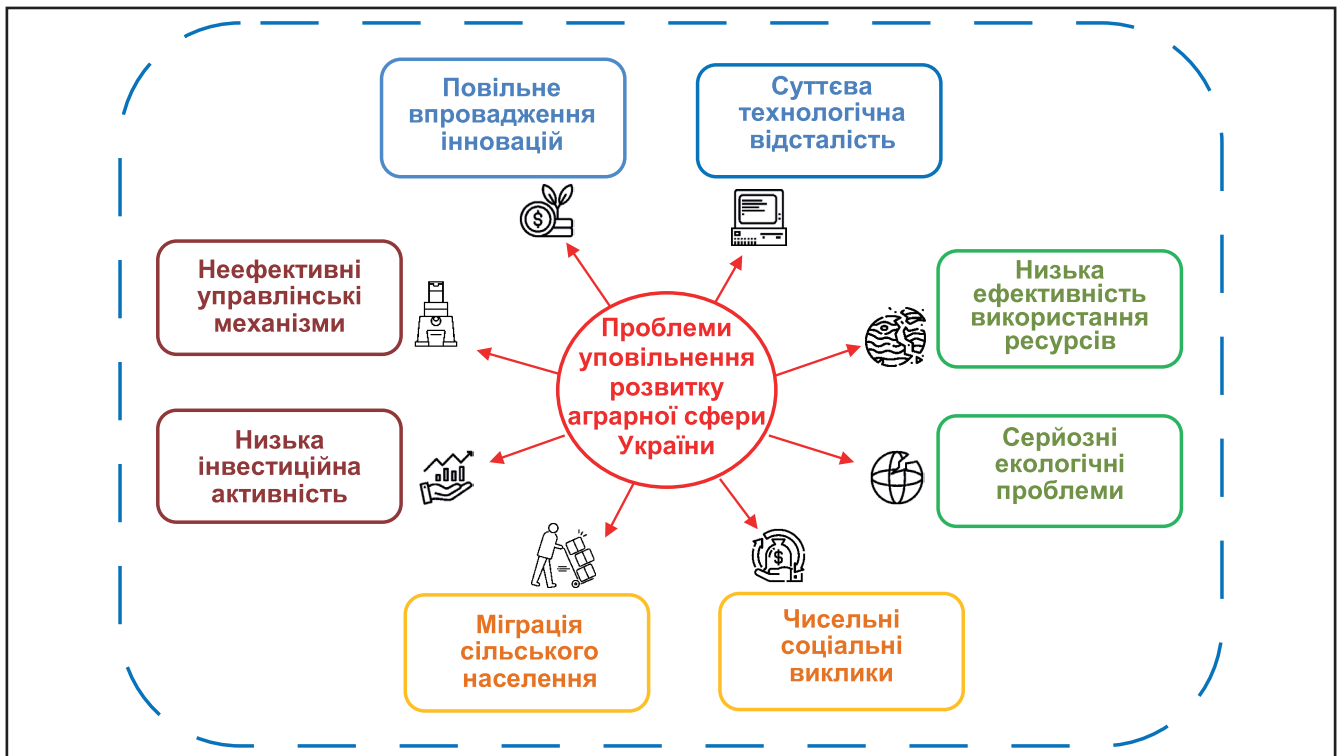 Повільне
впровадження
інновацій
Суттєва
технологічна
відсталість
Неефективні
управлінські
механізми
Низька
ефективність
використання
ресурсів
Проблеми
уповільнення
розвитку
аграрної сфери
України
Низька
інвестиційна
активність
Серйозні
екологічні
проблеми
Міграція
сільського
населення
Чисельні
соціальні
виклики